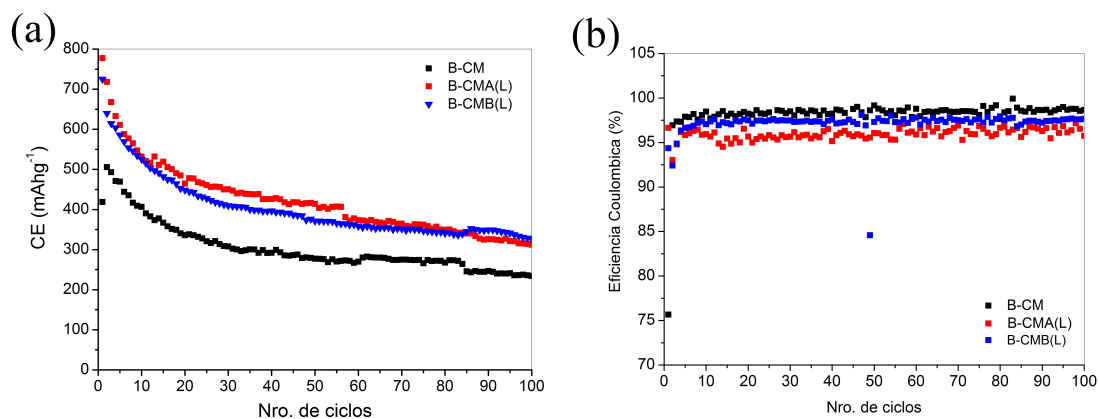 (a)
800
700
600
500
400
300
200
100
0
CE (mAhg-1)
B-CM
B-CMA(L)
B-CMB(L)
0 10 20 30 40 50 60 70 80 90 100
Nro. de ciclos
(b)
105
100
95
90
85
80
75
70
Eficiencia Coulombica (%)
B-CM
B-CMA(L)
B-CMB(L)
0 10 20 30 40 50 60 70 80 90 100
Nro. de ciclos